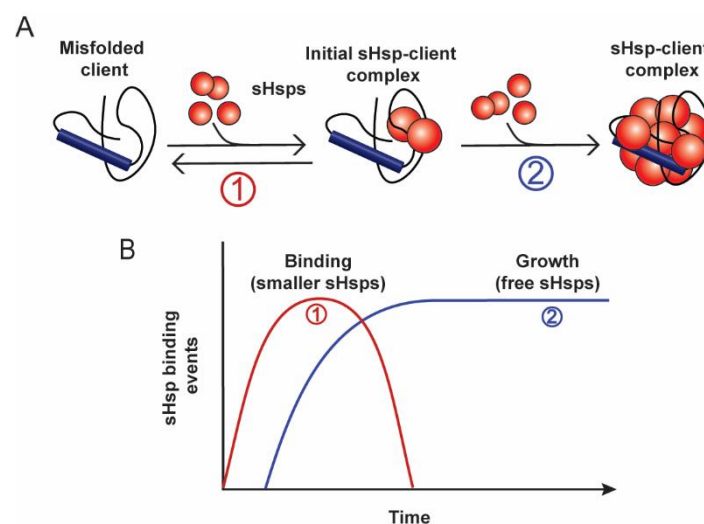 A
Misfolded
client
sHsps
Initial sHsp-client
complex
sHsp-client
complex
1
2
B
Binding
(smaller sHsps)
1
Growth
(free sHsps)
2
sHsp binding
events
Time